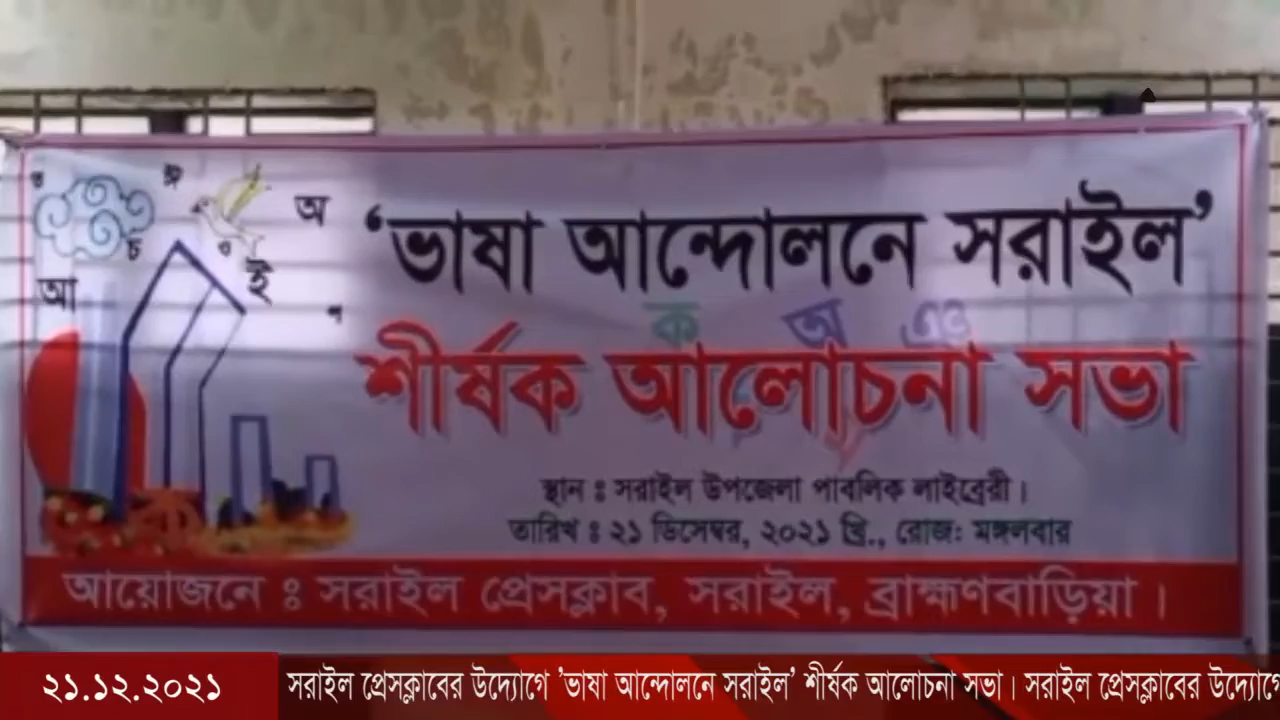 ত
ঙ্গ
অ
চ
ও
ই
আ
‘ভাষা আন্দোলনে সরাইল’
ক অ এ
শীর্ষক আলোচনা সভা
স্থান ঃ সরাইল উপজেলা পাবলিক লাইব্রেরী।
তারিখ ঃ ২১ ডিসেম্বর, ২০২১ খ্রি., রোজ: মঙ্গলবার
আয়োজনে ঃ সরাইল প্রেসক্লাব, সরাইল, ব্রাহ্মণবাড়িয়া।
২১.১২.২০২১
সরাইল প্রেসক্লাবের উদ্যোগে ’ভাষা আন্দোলনে সরাইল’ শীর্ষক আলোচনা সভা। সরাইল প্রেসক্লাবের উদ্যোগে